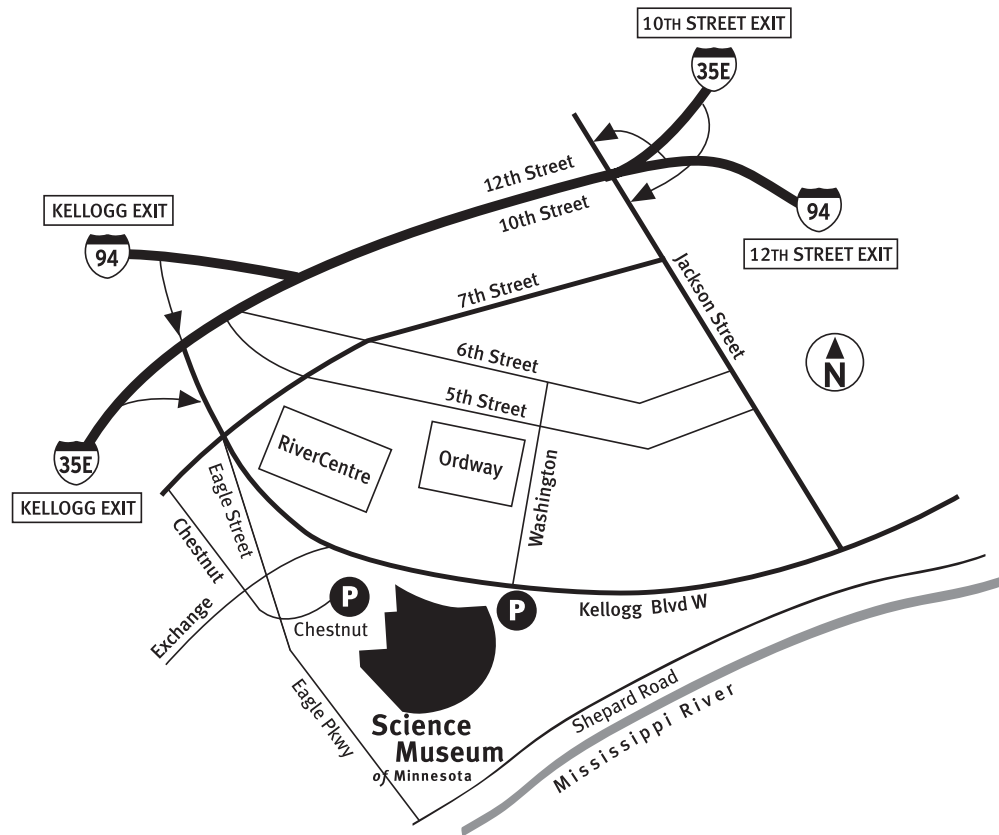 10TH STREET EXIT
35E
12th Street
10th Street
KELLOGG EXIT
94
94
12TH STREET EXIT
7th Street
Jackson Street
6th Street
N
5th Street
RiverCentre
Ordway
35E
KELLOGG EXIT
Eagle Street
Washington
Chestnut
P
P
Exchange
Chestnut
Kellogg Blvd W
Eagle Pkwy
Shepard Road
Mississippi River
Science
Museum
of Minnesota